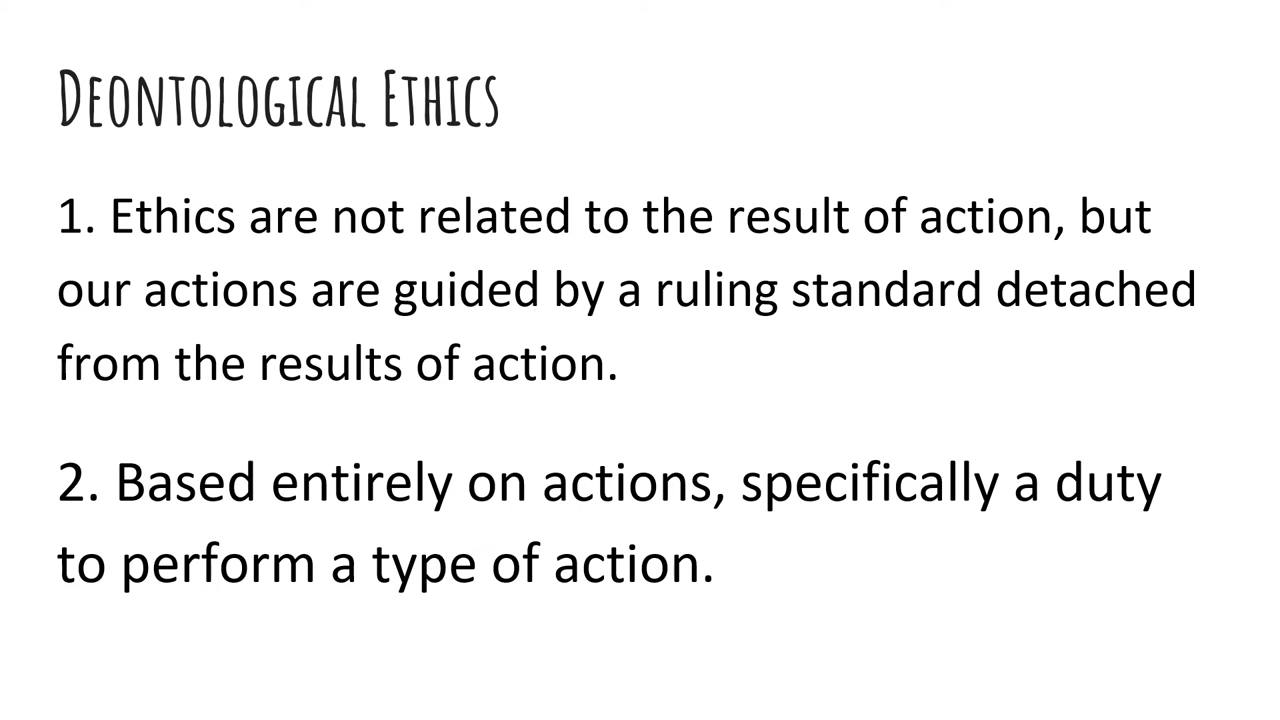 Deontological Ethics
1. Ethics are not related to the result of action, but
our actions are guided by a ruling standard detached
from the results of action.
2. Based entirely on actions, specifically a duty
to perform a type of action.